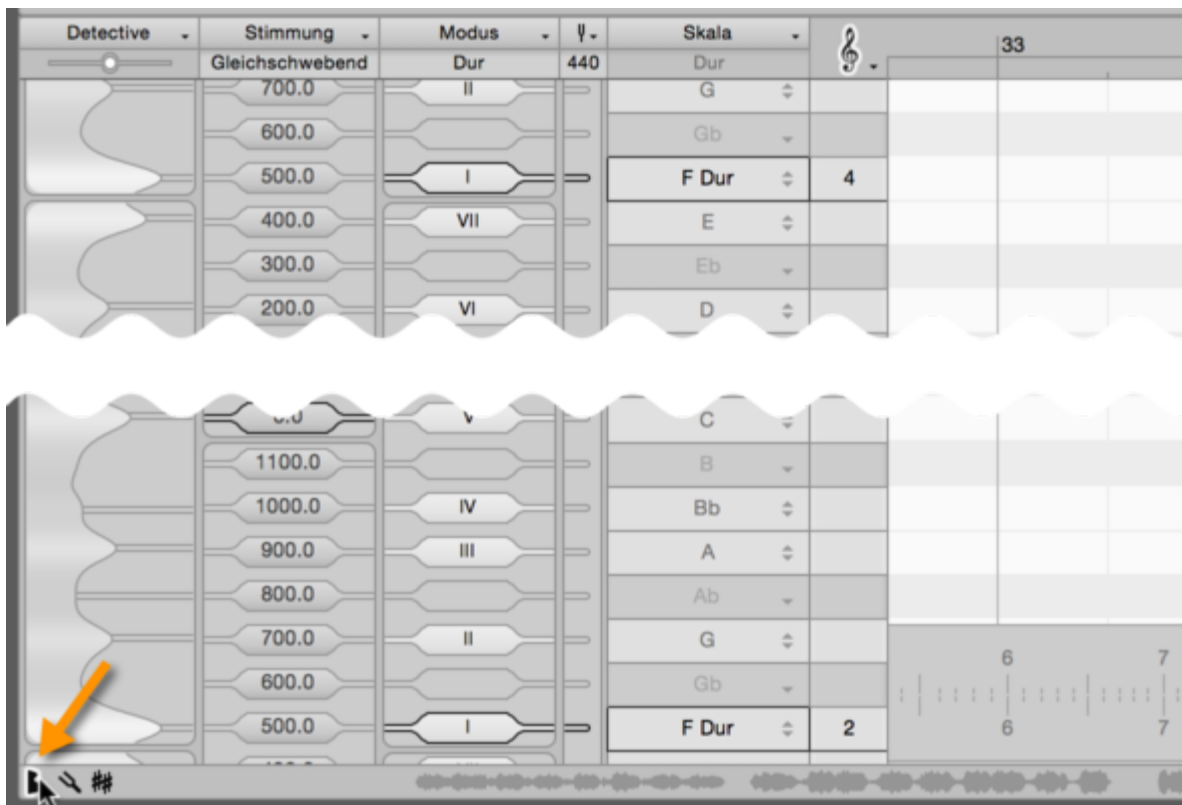 Detective Stimmung Modus Skala
33
Gleichschwebend Dur 440 Dur
700.0 II G
600.0 Gb
500.0 I F Dur 4
400.0 VII E
300.0 Eb
200.0 VI D
0.0 V C
1100.0 B
1000.0 IV Bb
900.0 III A
800.0 Ab
700.0 II G
6 7
600.0 Gb
500.0 I F Dur 2
6 7